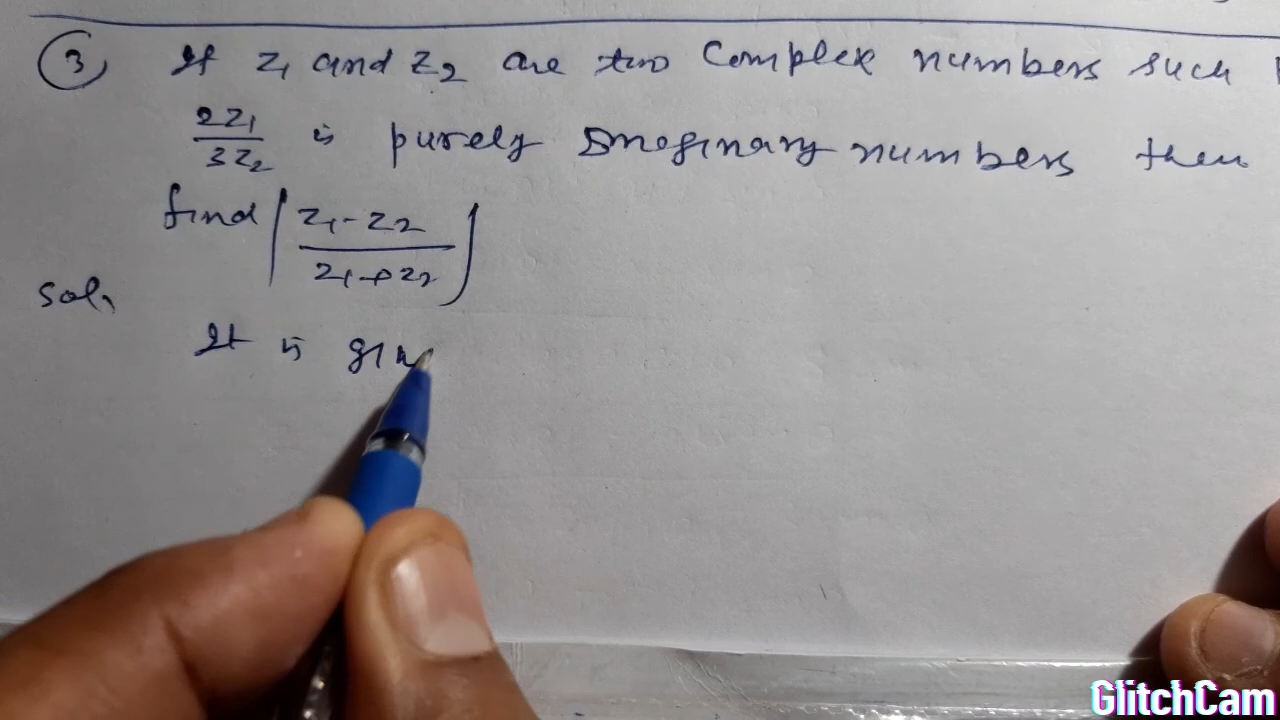 3 If z₁ and z₂ are two complex numbers such
2z₁/3z₂ is purely Imaginary numbers then
find |z₁-z₂/z₁+z₂|
Sol,
It is giv
GlitchCam